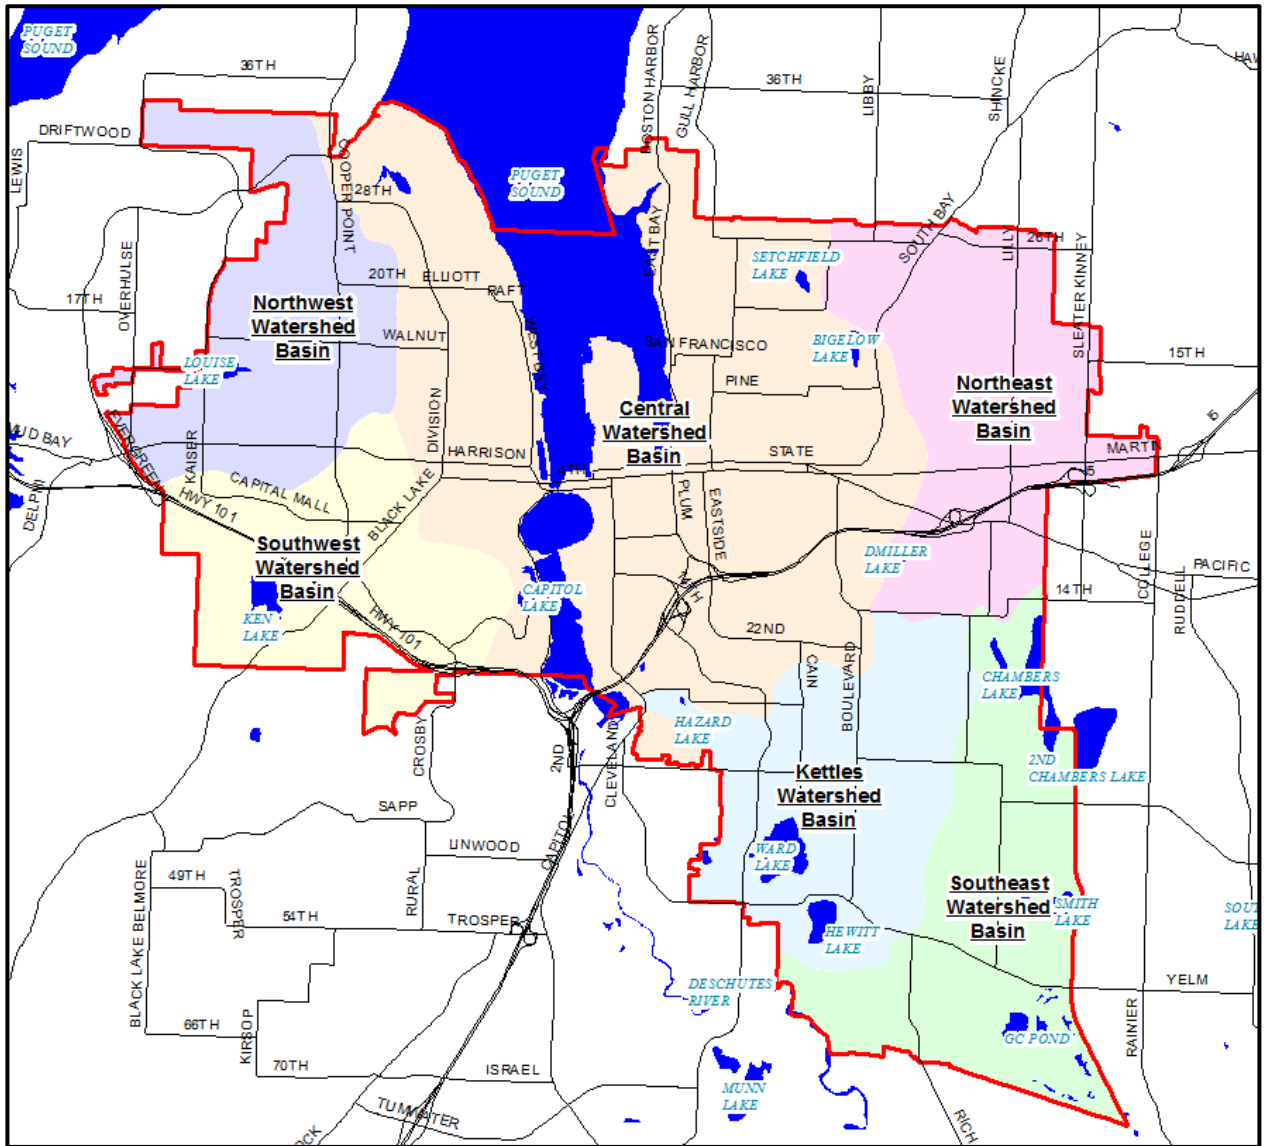 PUGET
SOUND
36TH
BOSTON HARBOR
GULL HARBOR
36TH
LIBBY
SHINCKE
DRIFTWOOD
LEWIS
COOPER POINT
28TH
PUGET
SOUND
EAST BAY
SOUTH BAY
LILLY
26TH
SLEATER KINNEY
OVERHULSE
17TH
20TH
ELLIOTT
RAFT
SETCHFIELD
LAKE
Northwest
Watershed
Basin
WALNUT
WEST BAY
SAN FRANCISCO
BIGELOW
LAKE
15TH
LOUISE
LAKE
DIVISION
PINE
Northeast
Watershed
Basin
Central
Watershed
Basin
MUD BAY
EVERGREEN
KAISER
HARRISON
4TH
STATE
MARTIN
I5
I5
DELPHI
HWY 101
CAPITAL MALL
BLACK LAKE
PLUM
EASTSIDE
Southwest
Watershed
Basin
DMILLER
LAKE
COLLEGE
RUDDELL
PACIFIC
KEN
LAKE
HWY 101
CAPITOL
LAKE
14TH
22ND
CAIN
BOULEVARD
CHAMBERS
LAKE
CROSBY
2ND
CLEVELAND
HAZARD
LAKE
2ND
CHAMBERS LAKE
Kettles
Watershed
Basin
SAPP
LINWOOD
CAPITOL
WARD
LAKE
BLACK LAKE BELMORE
49TH
TROSPER
RURAL
54TH
TROSPER
Southeast
Watershed
Basin
SMITH
LAKE
HEWITT
LAKE
DESCHUTES
RIVER
YELM
66TH
KIRSOP
GC POND
RAINIER
70TH
ISRAEL
MUNN
LAKE
TUMWATER
RICH